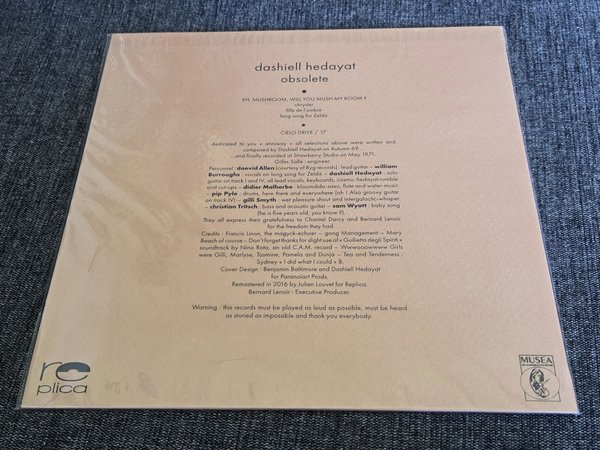 dashiell hedayat
obsolete
EH, MUSHROOM, WILL YOU MUSH MY ROOM ?
chrysler
fille de l'ombre
long song for Zelda
CIELO DRIVE / 17
dedicated to you « anniway » all selections above were written and
composed by Dashiell Hedayat on Autumn 69...
...and finally recorded at Strawberry Studio on May 1971.
Gilles Sallé : engineer.
Personnel : daevid Allen (courtesy of Byg records) : lead guitar – william
Burroughs : vocals on long song for Zelda – dashiell Hedayat : solo
guitar on track I and IV, all lead vocals, keyboards, cosmic-hedayat-rumble
and cut-ups – didier Malherbe : bloomdido-saxo, flute and water-music
– pip Pyle : drums, here and everywhere (oh ! Also groovy guitar
on track IV) – gilli Smyth : wet pleasure shout and intergalactic-whisper
– christian Tritsch : bass and acoustic guitar – sam Wyatt : baby song
(he is five years old, you know ?).
They all express their gratefulness to Chantal Darcy and Bernard Lenoir
for the freedom they had.
Credits : Francis Linon, the magyck-echoer – gong Management – Mary
Beach of course – Don't forget thanks for slight use of « Guilietta degli Spiriti »
soundtrack by Nino Rota, an old C.A.M. record – Wwwoaowwww Girls
were Gilli, Marlyse, Tasmine, Pamela and Dunja – Tea and Tenderness :
Sydney « I did what I could » B.
Cover Design : Benjamin Baltimore and Dashiell Hedayat
for Paranoiart Prods.
Remastered in 2016 by Julien Louvet for Replica.
Bernard Lenoir : Executive Producer.
Warning : this records must be played as loud as possible, must be heard
as stoned as impossible and thank you everybody.
re
plica
MUSEA